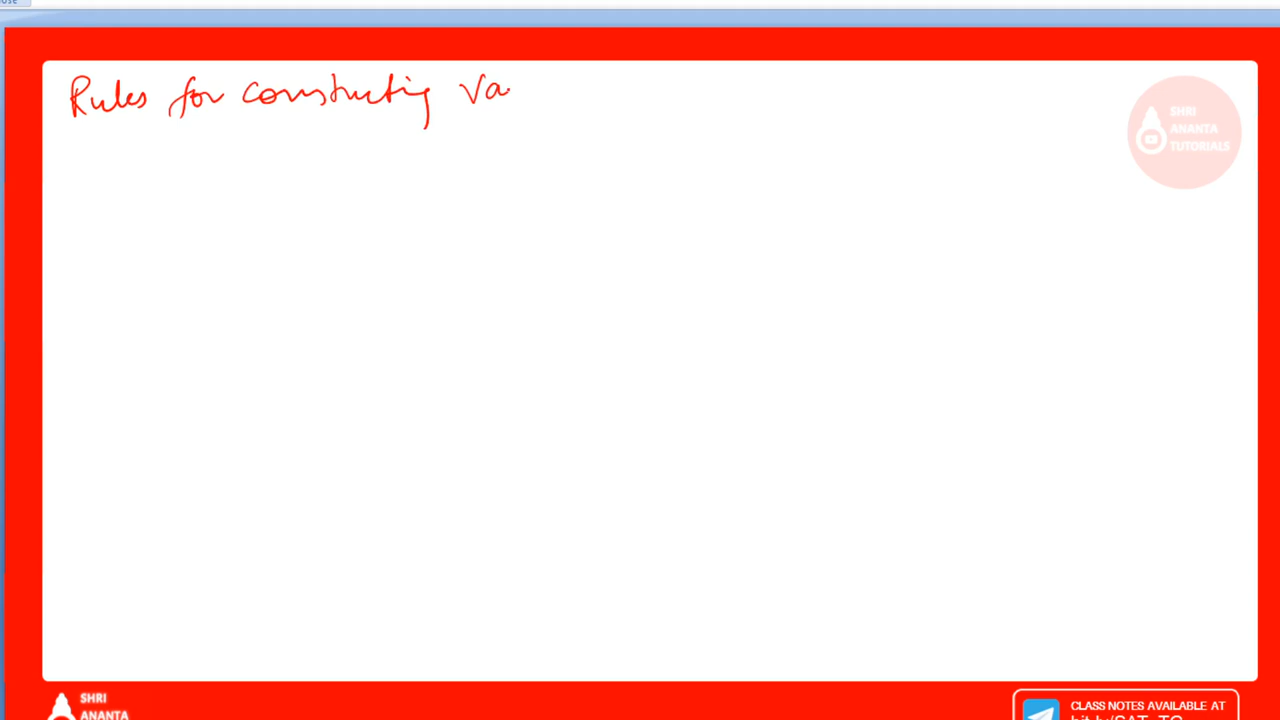 Rules for constructing Va
SHRI
ANANTA
TUTORIALS
SHRI
ANANTA
CLASS NOTES AVAILABLE AT